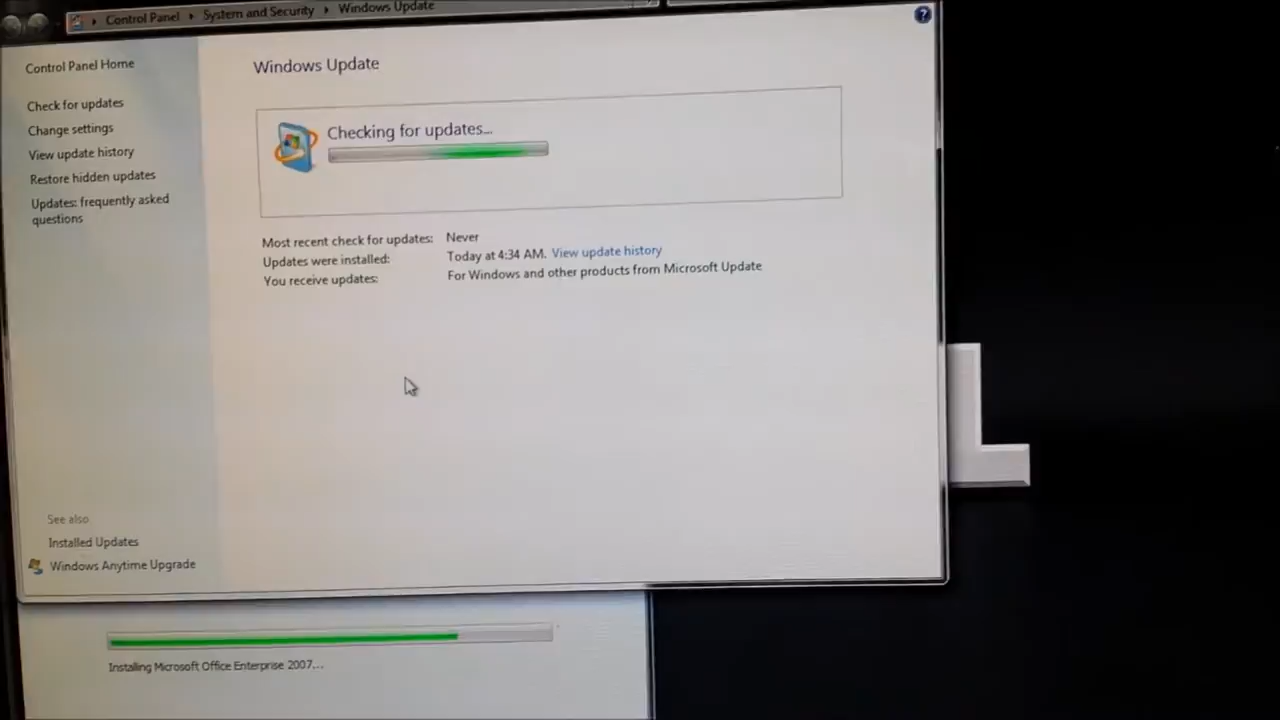 Control Panel ▸ System and Security ▸ Windows Update
Control Panel Home
Check for updates
Change settings
View update history
Restore hidden updates
Updates: frequently asked
questions
See also
Installed Updates
Windows Anytime Upgrade
Windows Update
Checking for updates...
Most recent check for updates: Never
Updates were installed: Today at 4:34 AM. View update history
You receive updates: For Windows and other products from Microsoft Update
Installing Microsoft Office Enterprise 2007...
L